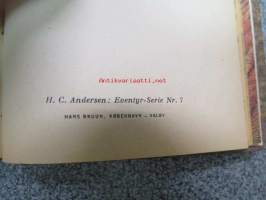 Antikvariaatti.net
H. C. Andersen: Eventyr-Serie Nr. 7
HANS BRUUN, KØBENHAVN – VALBY